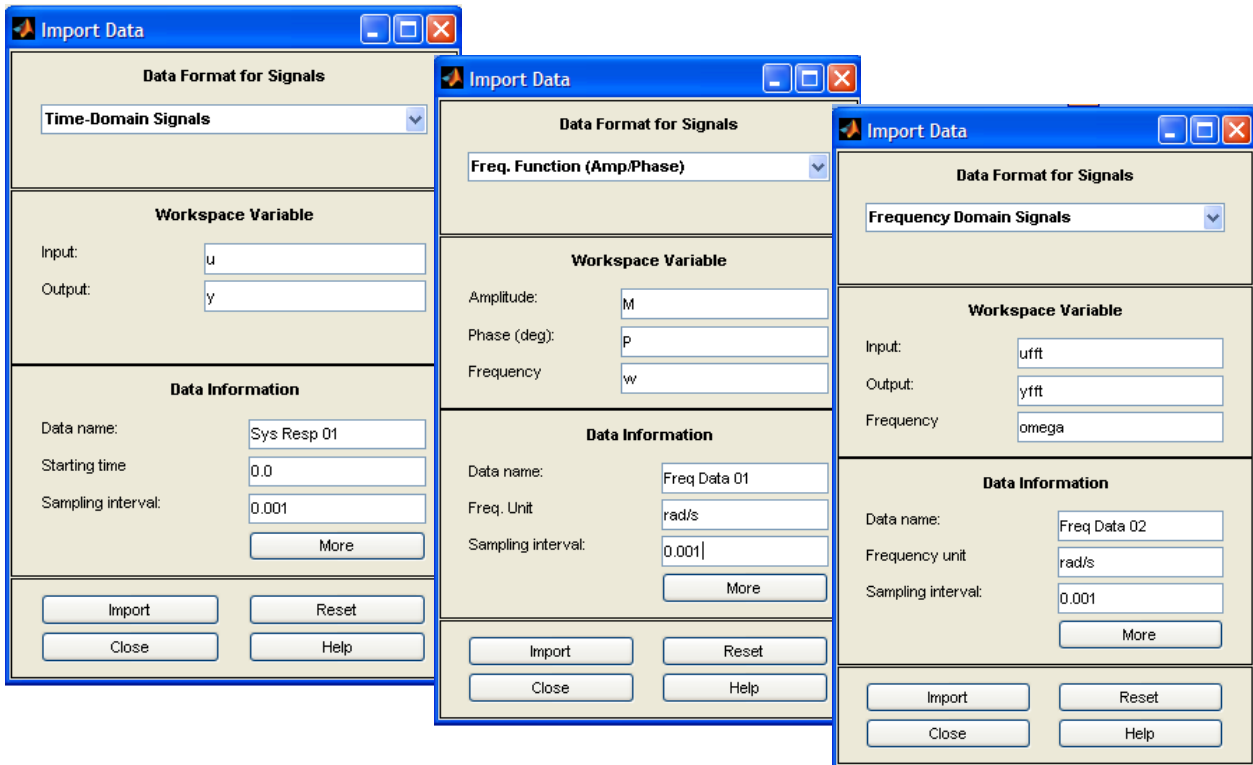 Import Data
Data Format for Signals
Time-Domain Signals
Workspace Variable
Input:
u
Output:
y
Data Information
Data name:
Sys Resp 01
Starting time
0.0
Sampling interval:
0.001
More
Import
Reset
Close
Help
Import Data
Data Format for Signals
Freq. Function (Amp/Phase)
Workspace Variable
Amplitude:
M
Phase (deg):
P
Frequency
w
Data Information
Data name:
Freq Data 01
Freq. Unit
rad/s
Sampling interval:
0.001
More
Import
Reset
Close
Help
Import Data
Data Format for Signals
Frequency Domain Signals
Workspace Variable
Input:
ufft
Output:
yfft
Frequency
omega
Data Information
Data name:
Freq Data 02
Frequency unit
rad/s
Sampling interval:
0.001
More
Import
Reset
Close
Help